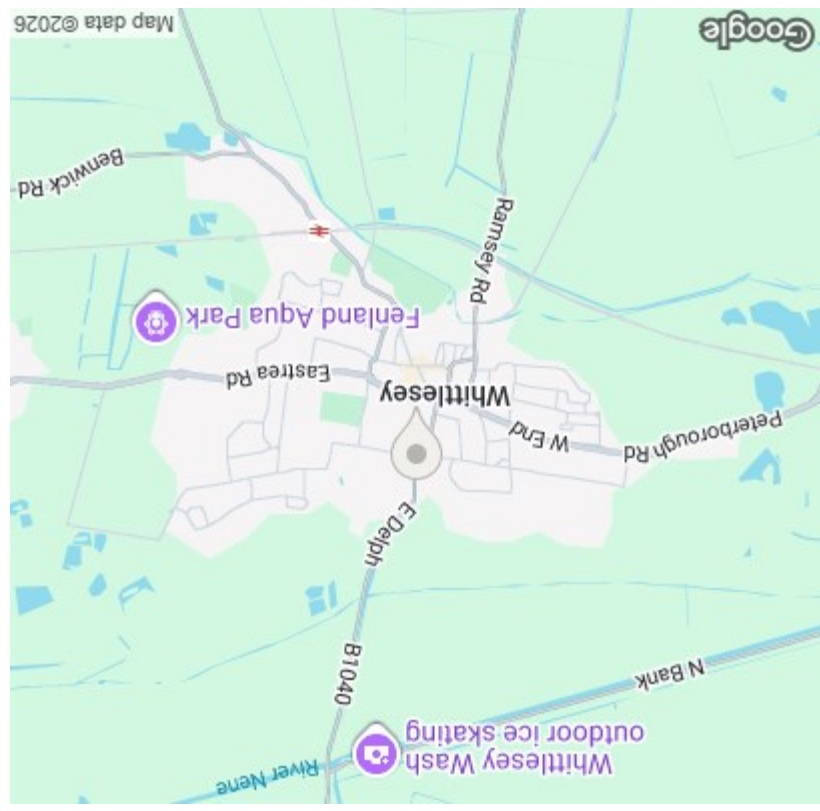 Whittlesey Wash
outdoor ice skating
River Nene
N Bank
B1040
E Delph
Peterborough Rd
W End
Whittlesey
Eastrea Rd
Fenland Aqua Park
Ramsey Rd
Benwick Rd
Google
Map data ©2026